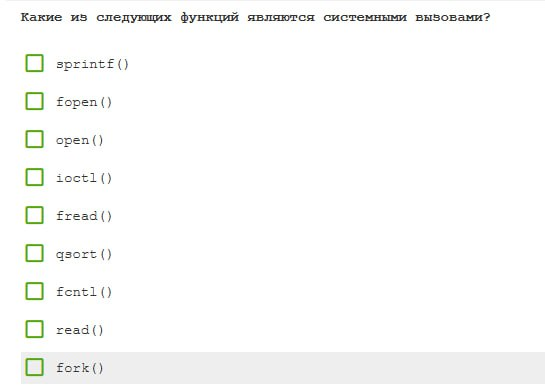 Какие из следующих функций являются системными вызовами?
sprintf()
fopen()
open()
ioctl()
fread()
qsort()
fcntl()
read()
fork()